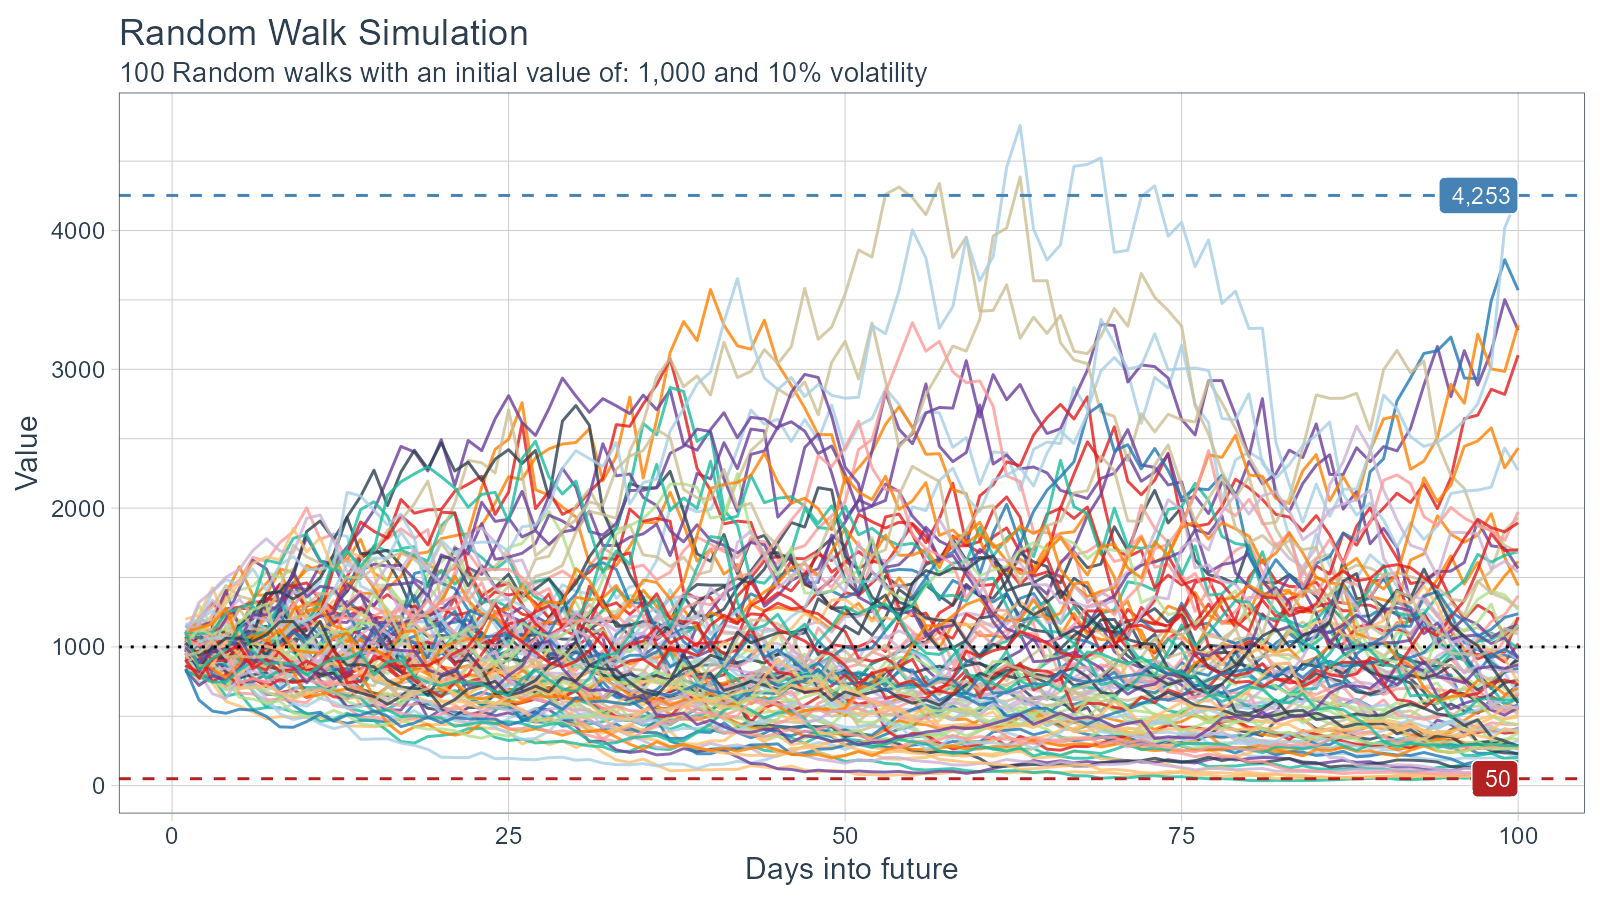 Random Walk Simulation
100 Random walks with an initial value of: 1,000 and 10% volatility
4,253
4000
3000
2000
1000
0
50
Value
0 25 50 75 100
Days into future